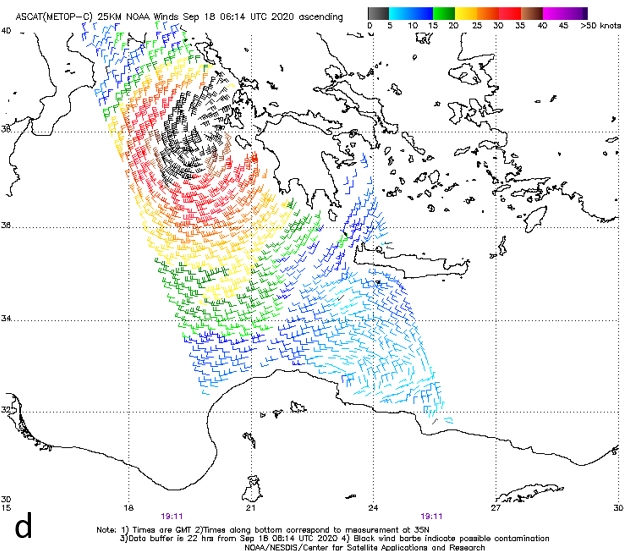 ASCAT(METOP-C) 25KM NOAA Winds Sep 18 06:14 UTC 2020 ascending
0 5 10 15 20 25 30 35 40 45 >50 knots
40
38
36
34
32
30
15 18 21 24 27 30
19:11 19:11
d
Note: 1) Times are GMT 2)Times along bottom correspond to measurement at 35N
3)Data buffer is 22 hrs from Sep 18 06:14 UTC 2020 4) Black wind barbs indicate possible contamination
NOAA/NESDIS/Center for Satellite Applications and Research